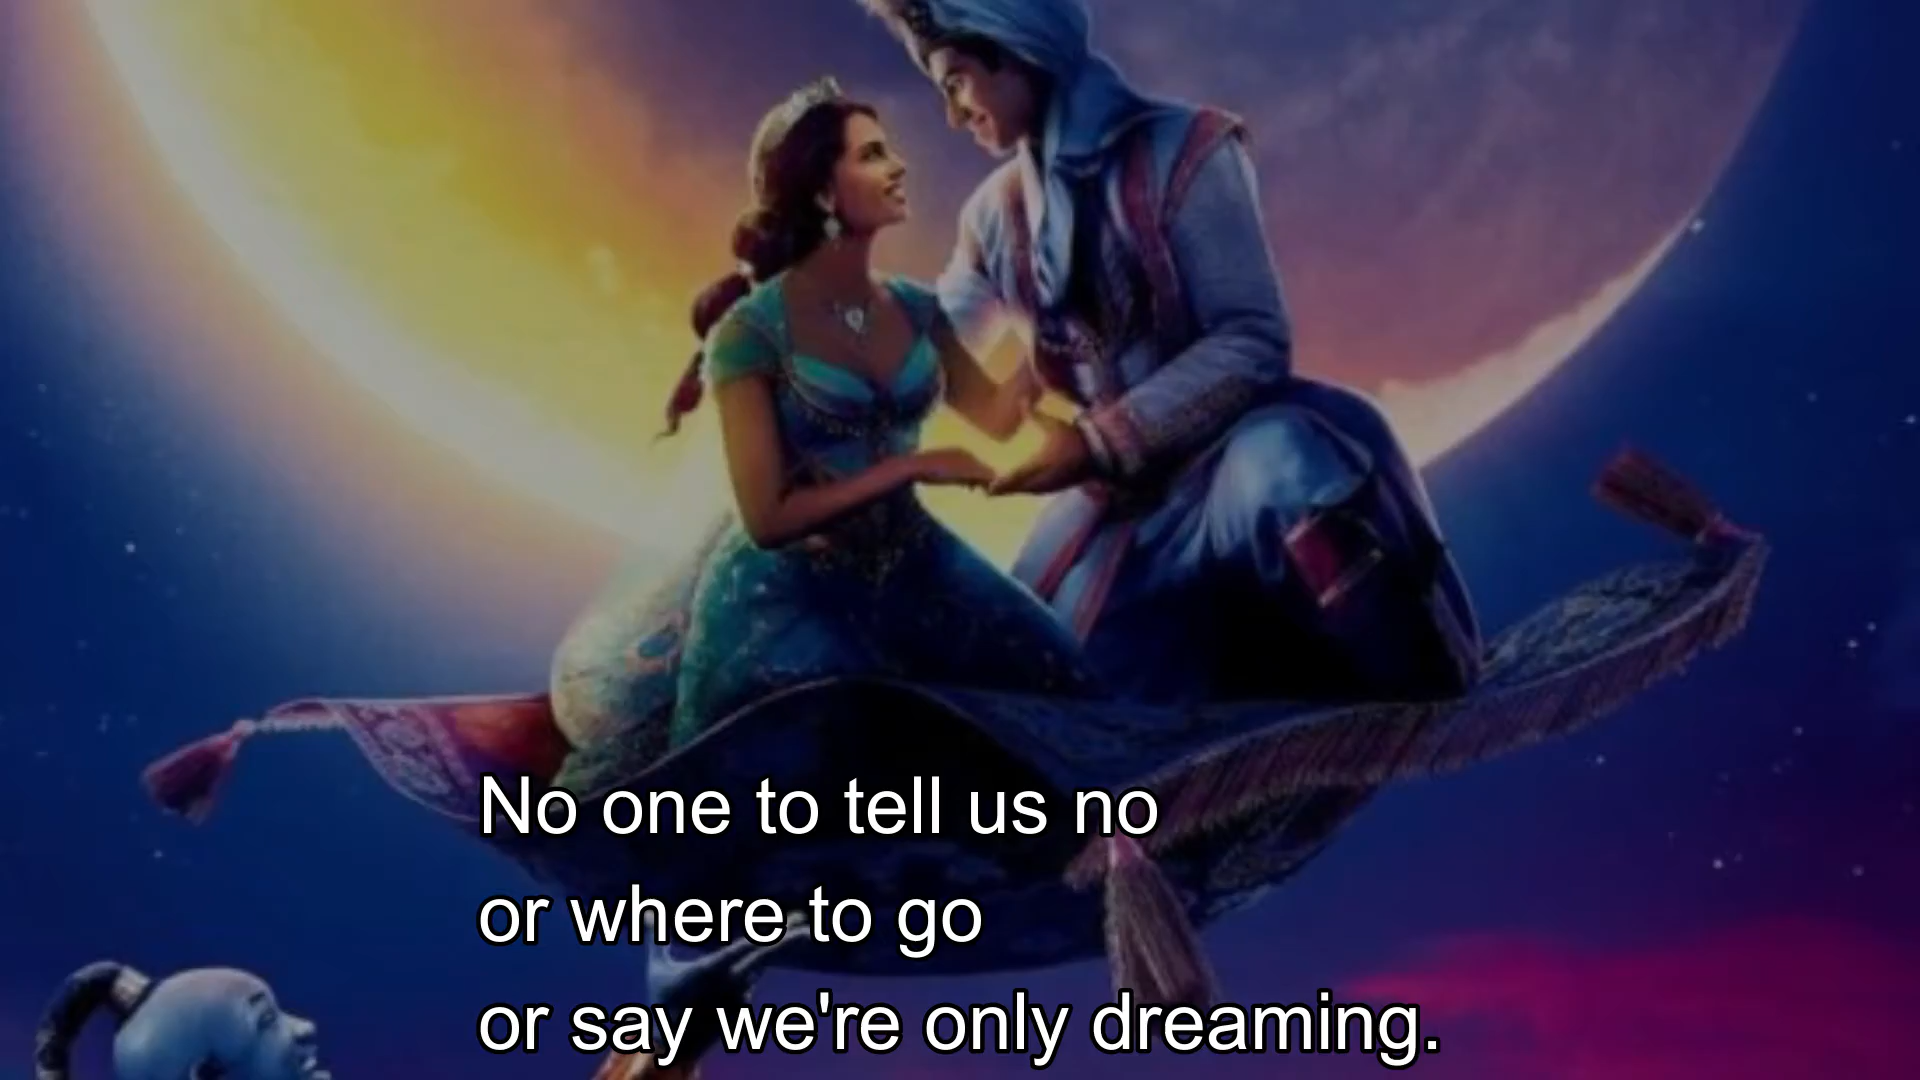 No one to tell us no
or where to go
or say we're only dreaming.